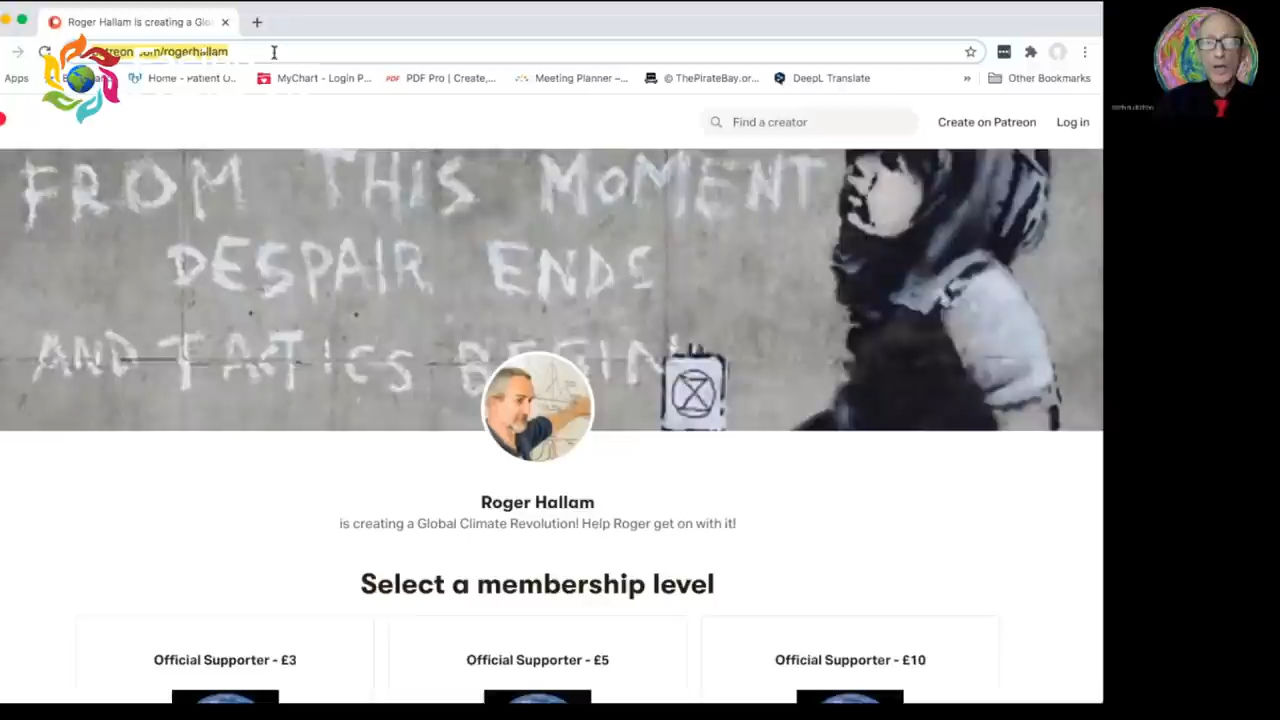 Roger Hallam is creating a Glo
Apps
Home - Patient O...
MyChart - Login P...
PDF
PDF Pro | Create,...
Meeting Planner -...
© ThePirateBay.or...
DeepL Translate
»
Other Bookmarks
Find a creator
Create on Patreon
Log in
FROM THIS MOMENT
DESPAIR ENDS
AND TACTICS BEGIN
Roger Hallam
is creating a Global Climate Revolution! Help Roger get on with it!
Select a membership level
Official Supporter - £3
Official Supporter - £5
Official Supporter - £10